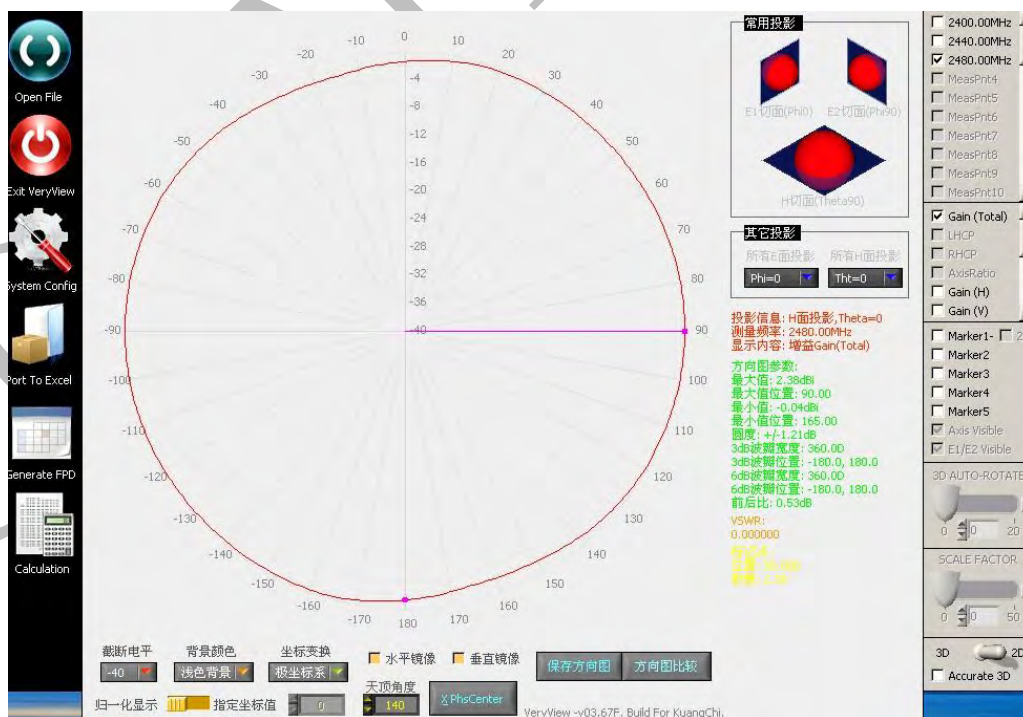 Open File
Exit VeryView
System Config
Port To Excel
Generate FPD
Calculation
0
-10
10
-20
20
-30
30
-40
40
-50
50
-60
60
-70
70
-80
80
-90
90
-100
100
-110
110
-120
120
-130
130
-140
140
-150
150
-160
160
-170
170
180
-4
-8
-12
-16
-20
-24
-28
-32
-36
-40
常用投影
E1切面(Phi0)
E2切面(Phi90)
H切面(Theta90)
其它投影
所有E面投影 所有H面投影
Phi=0
Tht=0
投影信息: H面投影,Theta=0
测量频率: 2480.00MHz
显示内容: 增益Gain(Total)
方向图参数:
最大值: 2.38dBi
最大值位置: 90.00
最小值: -0.04dBi
最小值位置: 165.00
圆度: +/-1.21dB
3dB波瓣宽度: 360.0D
3dB波瓣位置: -180.0, 180.0
6dB波瓣宽度: 360.0D
6dB波瓣位置: -180.0, 180.0
前后比: 0.53dB
VSWR:
0.000000
2400.00MHz
2440.00MHz
2480.00MHz
MeasPnt4
MeasPnt5
MeasPnt6
MeasPnt7
MeasPnt8
MeasPnt9
MeasPnt10
Gain (Total)
LHCP
RHCP
AxisRatio
Gain (H)
Gain (V)
Marker1- 2
Marker2
Marker3
Marker4
Marker5
Axis Visible
E1/E2 Visible
3D AUTO-ROTATE
0 0 20
SCALE FACTOR
0 0 50
3D 2D
Accurate 3D
截断电平 背景颜色 坐标变换
-40 浅色背景 极坐标系
水平镜像 垂直镜像
保存方向图 方向图比较
归一化显示 指定坐标值 0
天顶角度
140
XPhsCenter
VeryView -v03.67F, Build For KuangChi.